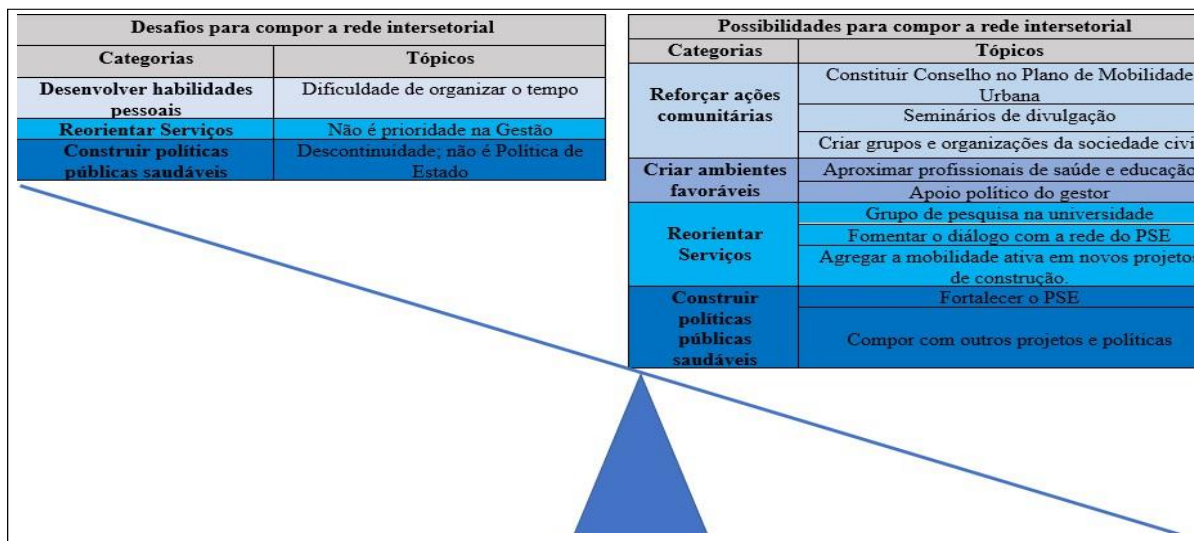 Desafios para compor a rede intersetorial
Categorias Tópicos
Desenvolver habilidades
pessoais
Dificuldade de organizar o tempo
Reorientar Serviços Não é prioridade na Gestão
Construir políticas
públicas saudáveis
Descontinuidade; não é Política de
Estado
Possibilidades para compor a rede intersetorial
Categorias Tópicos
Reforçar ações
comunitárias
Constituir Conselho no Plano de Mobilidade
Urbana
Seminários de divulgação
Criar grupos e organizações da sociedade civi
Criar ambientes
favoráveis
Aproximar profissionais de saúde e educação
Apoio político do gestor
Reorientar
Serviços
Grupo de pesquisa na universidade
Fomentar o diálogo com a rede do PSE
Agregar a mobilidade ativa em novos projetos
de construção.
Construir
políticas
públicas
saudáveis
Fortalecer o PSE
Compor com outros projetos e políticas